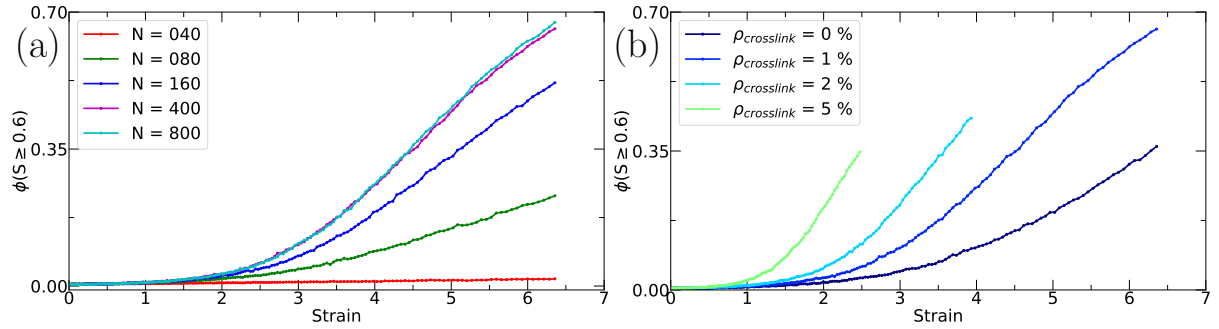 (a)
N = 040
N = 080
N = 160
N = 400
N = 800
ϕ(S ≥ 0.6)
0.70
0.35
0.00
0 1 2 3 4 5 6 7
Strain
(b)
ρcrosslink = 0 %
ρcrosslink = 1 %
ρcrosslink = 2 %
ρcrosslink = 5 %
ϕ(S ≥ 0.6)
0.70
0.35
0.00
0 1 2 3 4 5 6 7
Strain